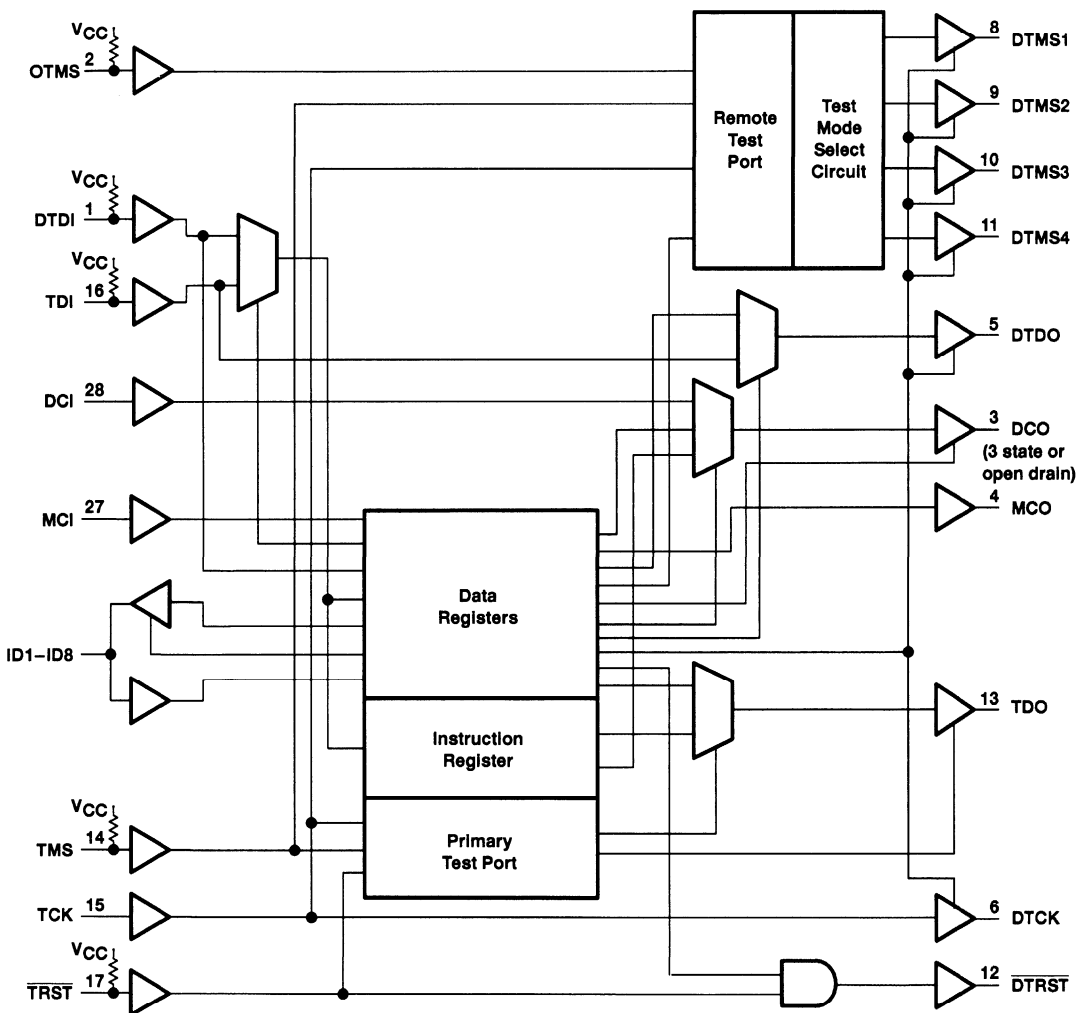 VCC
2
OTMS
VCC
1
DTDI
VCC
16
TDI
28
DCI
27
MCI
ID1–ID8
VCC
14
TMS
15
TCK
VCC
17
TRST
Remote
Test
Port
Test
Mode
Select
Circuit
Data
Registers
Instruction
Register
Primary
Test Port
8
DTMS1
9
DTMS2
10
DTMS3
11
DTMS4
5
DTDO
3
DCO
(3 state or
open drain)
4
MCO
13
TDO
6
DTCK
12
DTRST